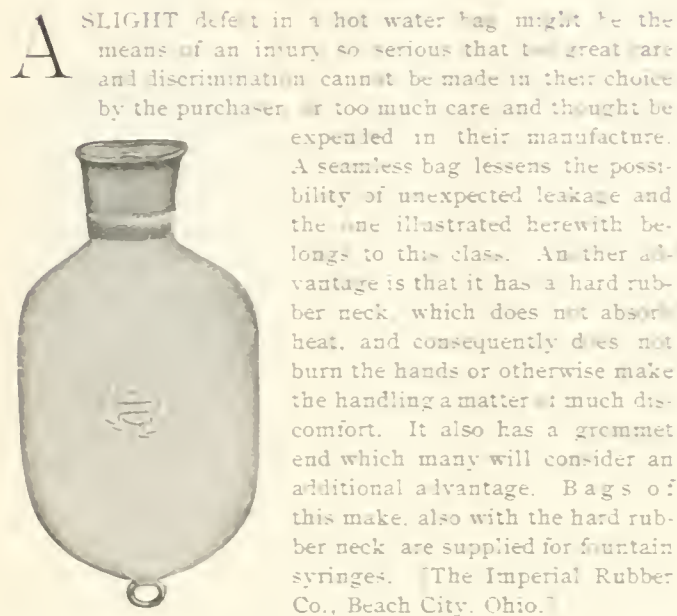 A SLIGHT defect in a hot water bag might be the
means of an injury so serious that too great care
and discrimination cannot be made in their choice
by the purchaser or too much care and thought be
expended in their manufacture.
A seamless bag lessens the possi-
bility of unexpected leakage and
the one illustrated herewith be-
longs to this class. Another ad-
vantage is that it has a hard rub-
ber neck, which does not absorb
heat, and consequently does not
burn the hands or otherwise make
the handling a matter of much dis-
comfort. It also has a grommet
end which many will consider an
additional advantage. Bags of
this make, also with the hard rub-
ber neck are supplied for fountain
syringes. [The Imperial Rubber
Co., Beach City, Ohio.]